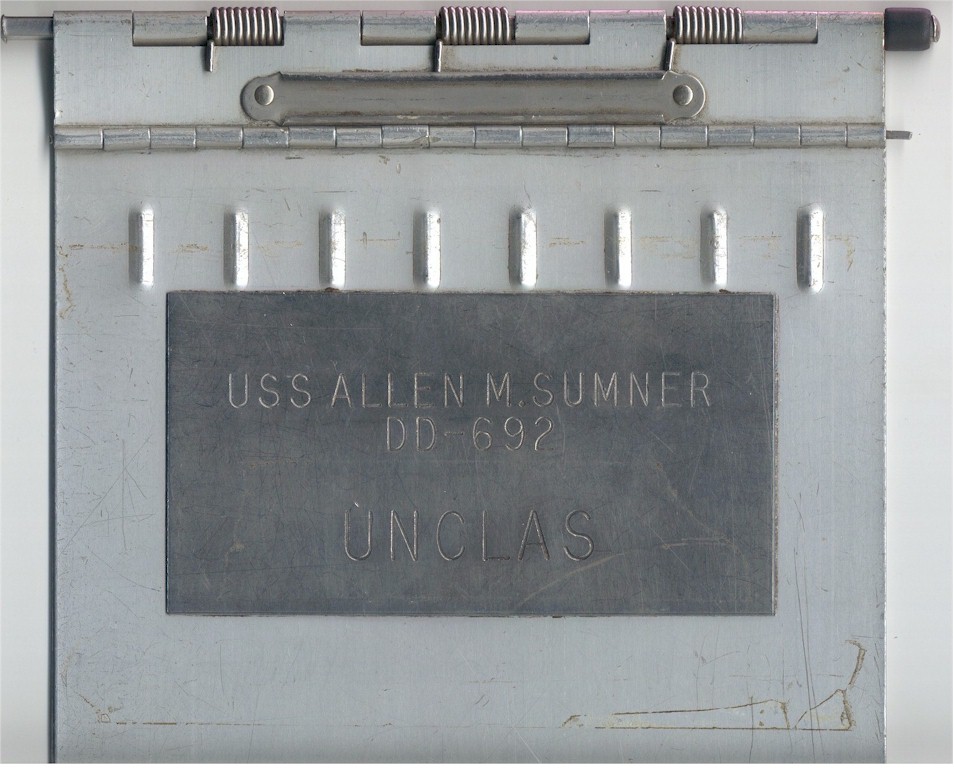 USS ALLEN M. SUMNER
DD-692
UNCLAS